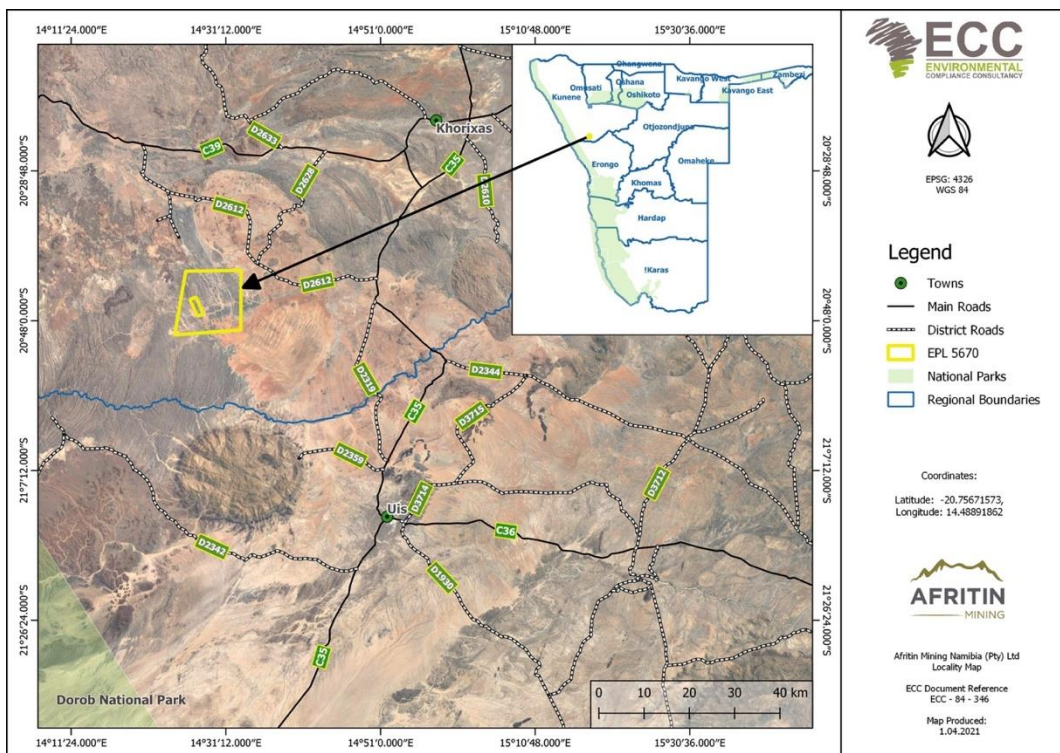 14°11'24.000"E 14°31'12.000"E 14°51'0.000"E 15°10'48.000"E 15°30'36.000"E
20°28'48.000"S
20°48'0.000"S
21°7'12.000"S
21°26'24.000"S
20°28'48.000"S
20°48'0.000"S
21°7'12.000"S
21°26'24.000"S
Khorixas
D2633
C39
C35
D2628
D2610
D2612
D2612
D2319
D2344
C35
D3715
D2359
D3712
D3714
Uis
C36
D2342
D1930
C35
Dorob National Park
0 10 20 30 40 km
14°11'24.000"E 14°31'12.000"E 14°51'0.000"E 15°10'48.000"E 15°30'36.000"E
Ohangwena
Omusati
Oshana
Oshikoto
Kavango West
Zambezi
Kavango East
Kunene
Otjozondjupa
Erongo
Omaheke
Khomas
Hardap
!Karas
ECC
ENVIRONMENTAL
COMPLIANCE CONSULTANCY
EPSG: 4326
WGS 84
Legend
Towns
Main Roads
District Roads
EPL 5670
National Parks
Regional Boundaries
Coordinates:
Latitude: -20.75671573,
Longitude: 14.48891862
AFRITIN
MINING
Afritin Mining Namibia (Pty) Ltd
Locality Map
ECC Document Reference
ECC - 84 - 346
Map Produced:
1.04.2021